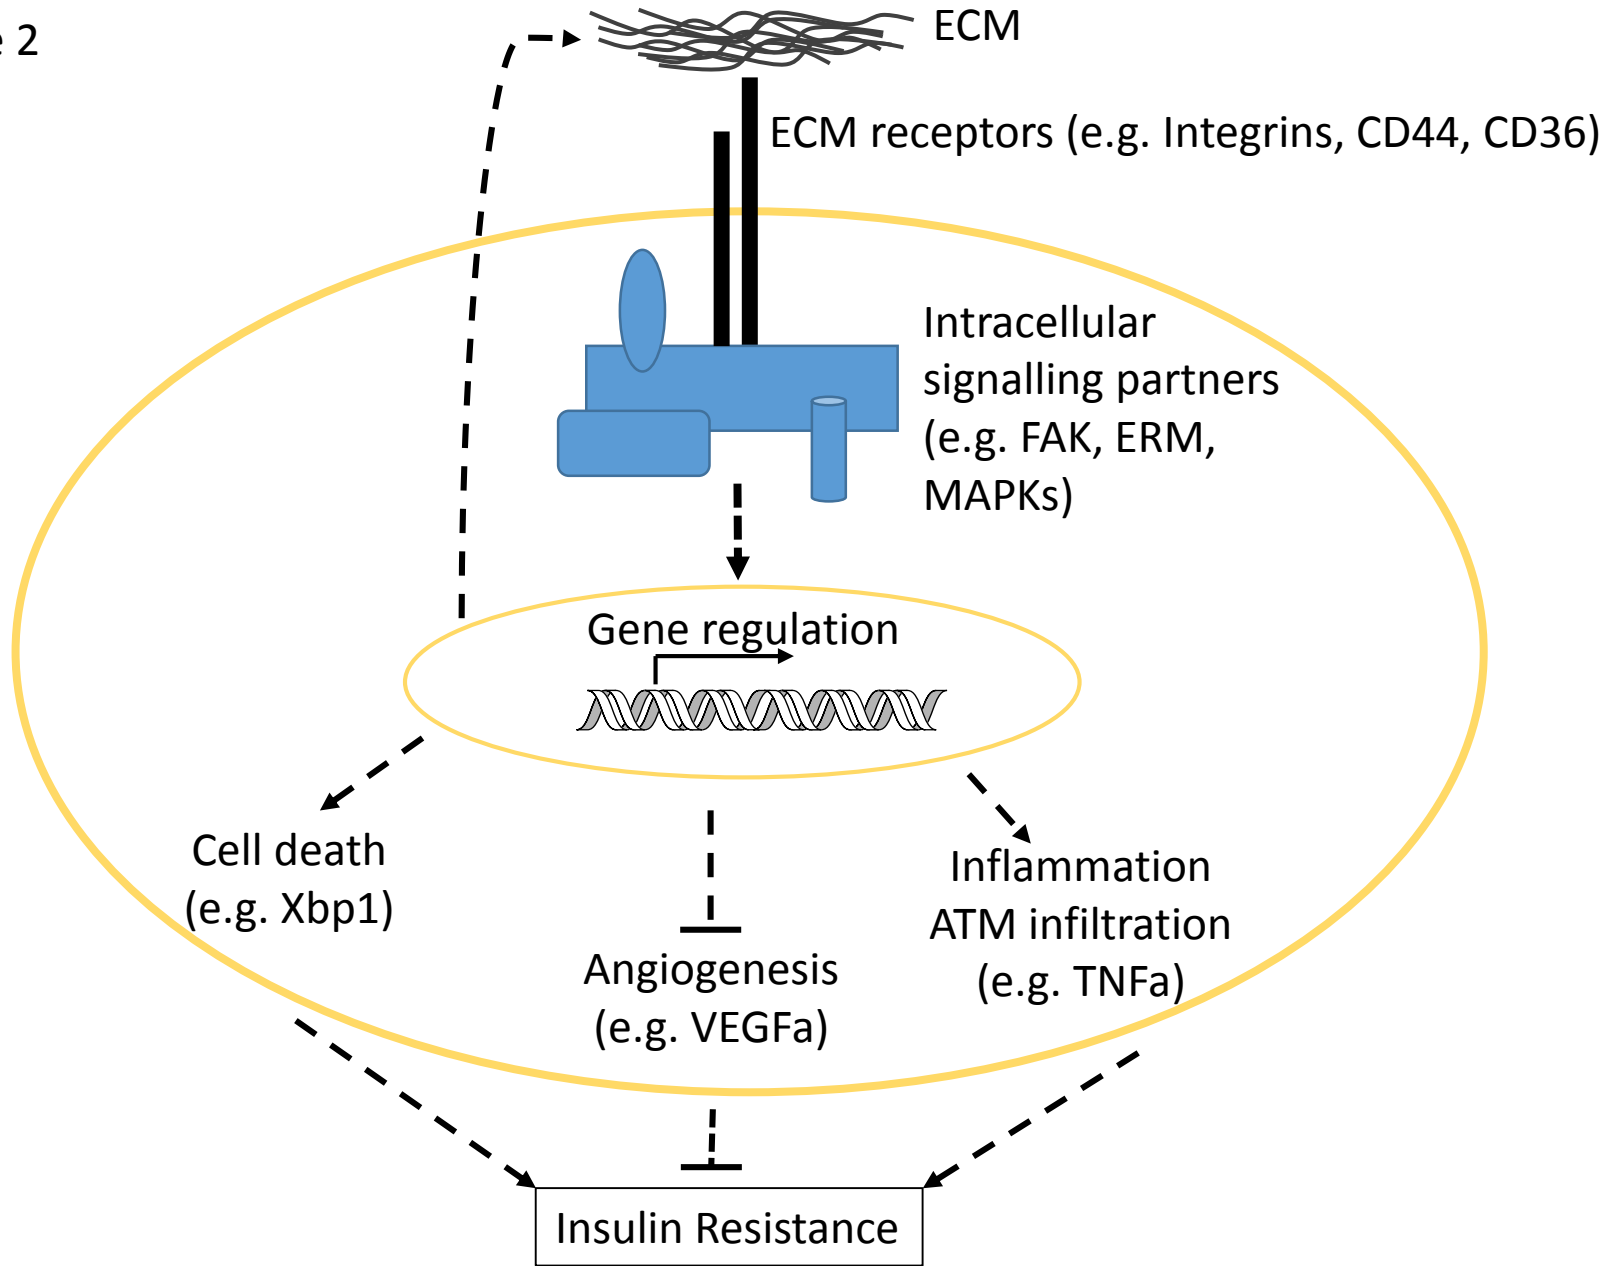 2
ECM
ECM receptors (e.g. Integrins, CD44, CD36)
Intracellular
signalling partners
(e.g. FAK, ERM,
MAPKs)
Gene regulation
Cell death
(e.g. Xbp1)
Angiogenesis
(e.g. VEGFa)
Inflammation
ATM infiltration
(e.g. TNFa)
Insulin Resistance